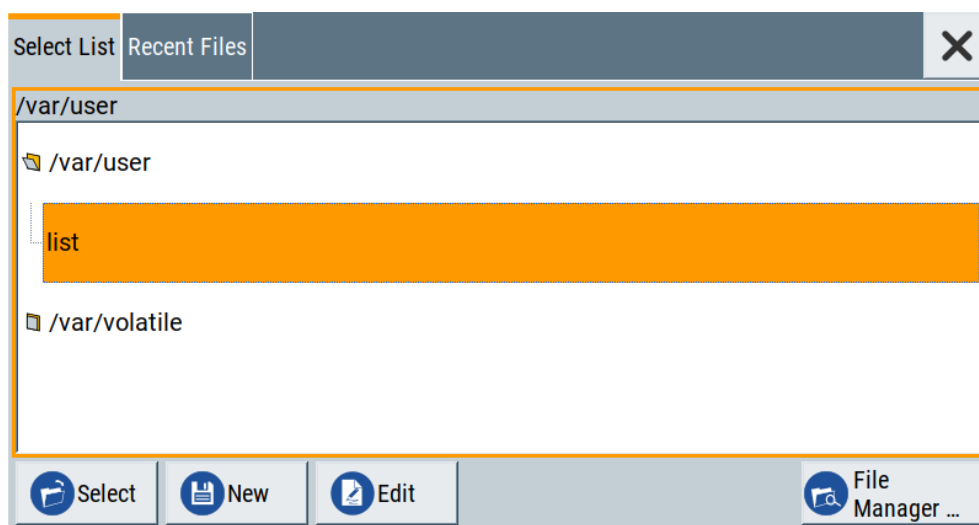 Select List Recent Files
/var/user
/var/user
list
/var/volatile
Select New Edit File
Manager ...